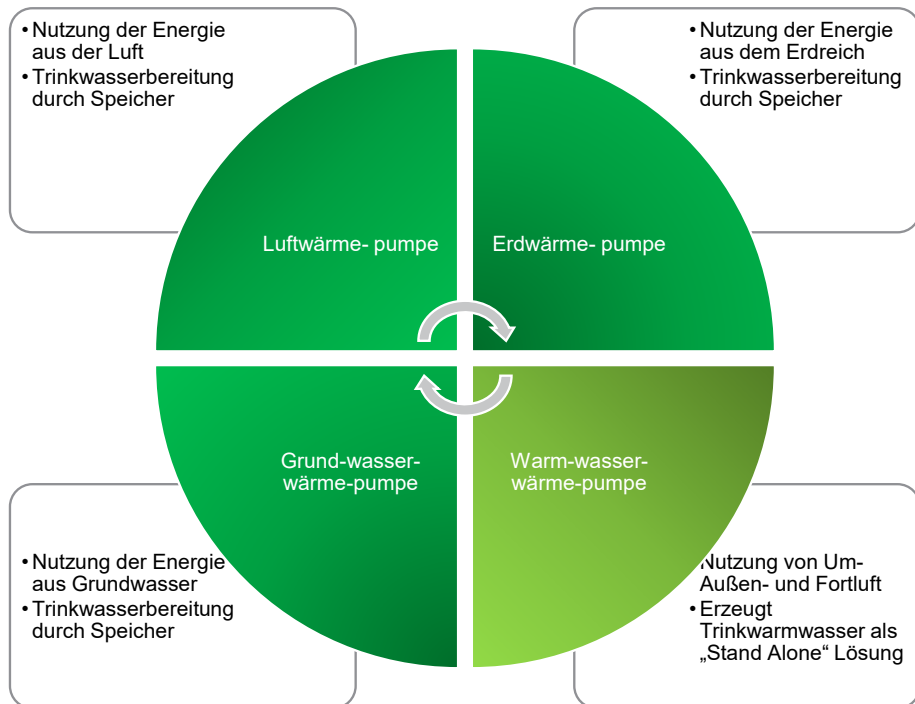 • Nutzung der Energie
aus der Luft
• Trinkwasserbereitung
durch Speicher
• Nutzung der Energie
aus dem Erdreich
• Trinkwasserbereitung
durch Speicher
Luftwärme- pumpe
Erdwärme- pumpe
Grund-wasser-
wärme-pumpe
Warm-wasser-
wärme-pumpe
• Nutzung der Energie
aus Grundwasser
• Trinkwasserbereitung
durch Speicher
Nutzung von Um-
Außen- und Fortluft
• Erzeugt
Trinkwarmwasser als
„Stand Alone“ Lösung